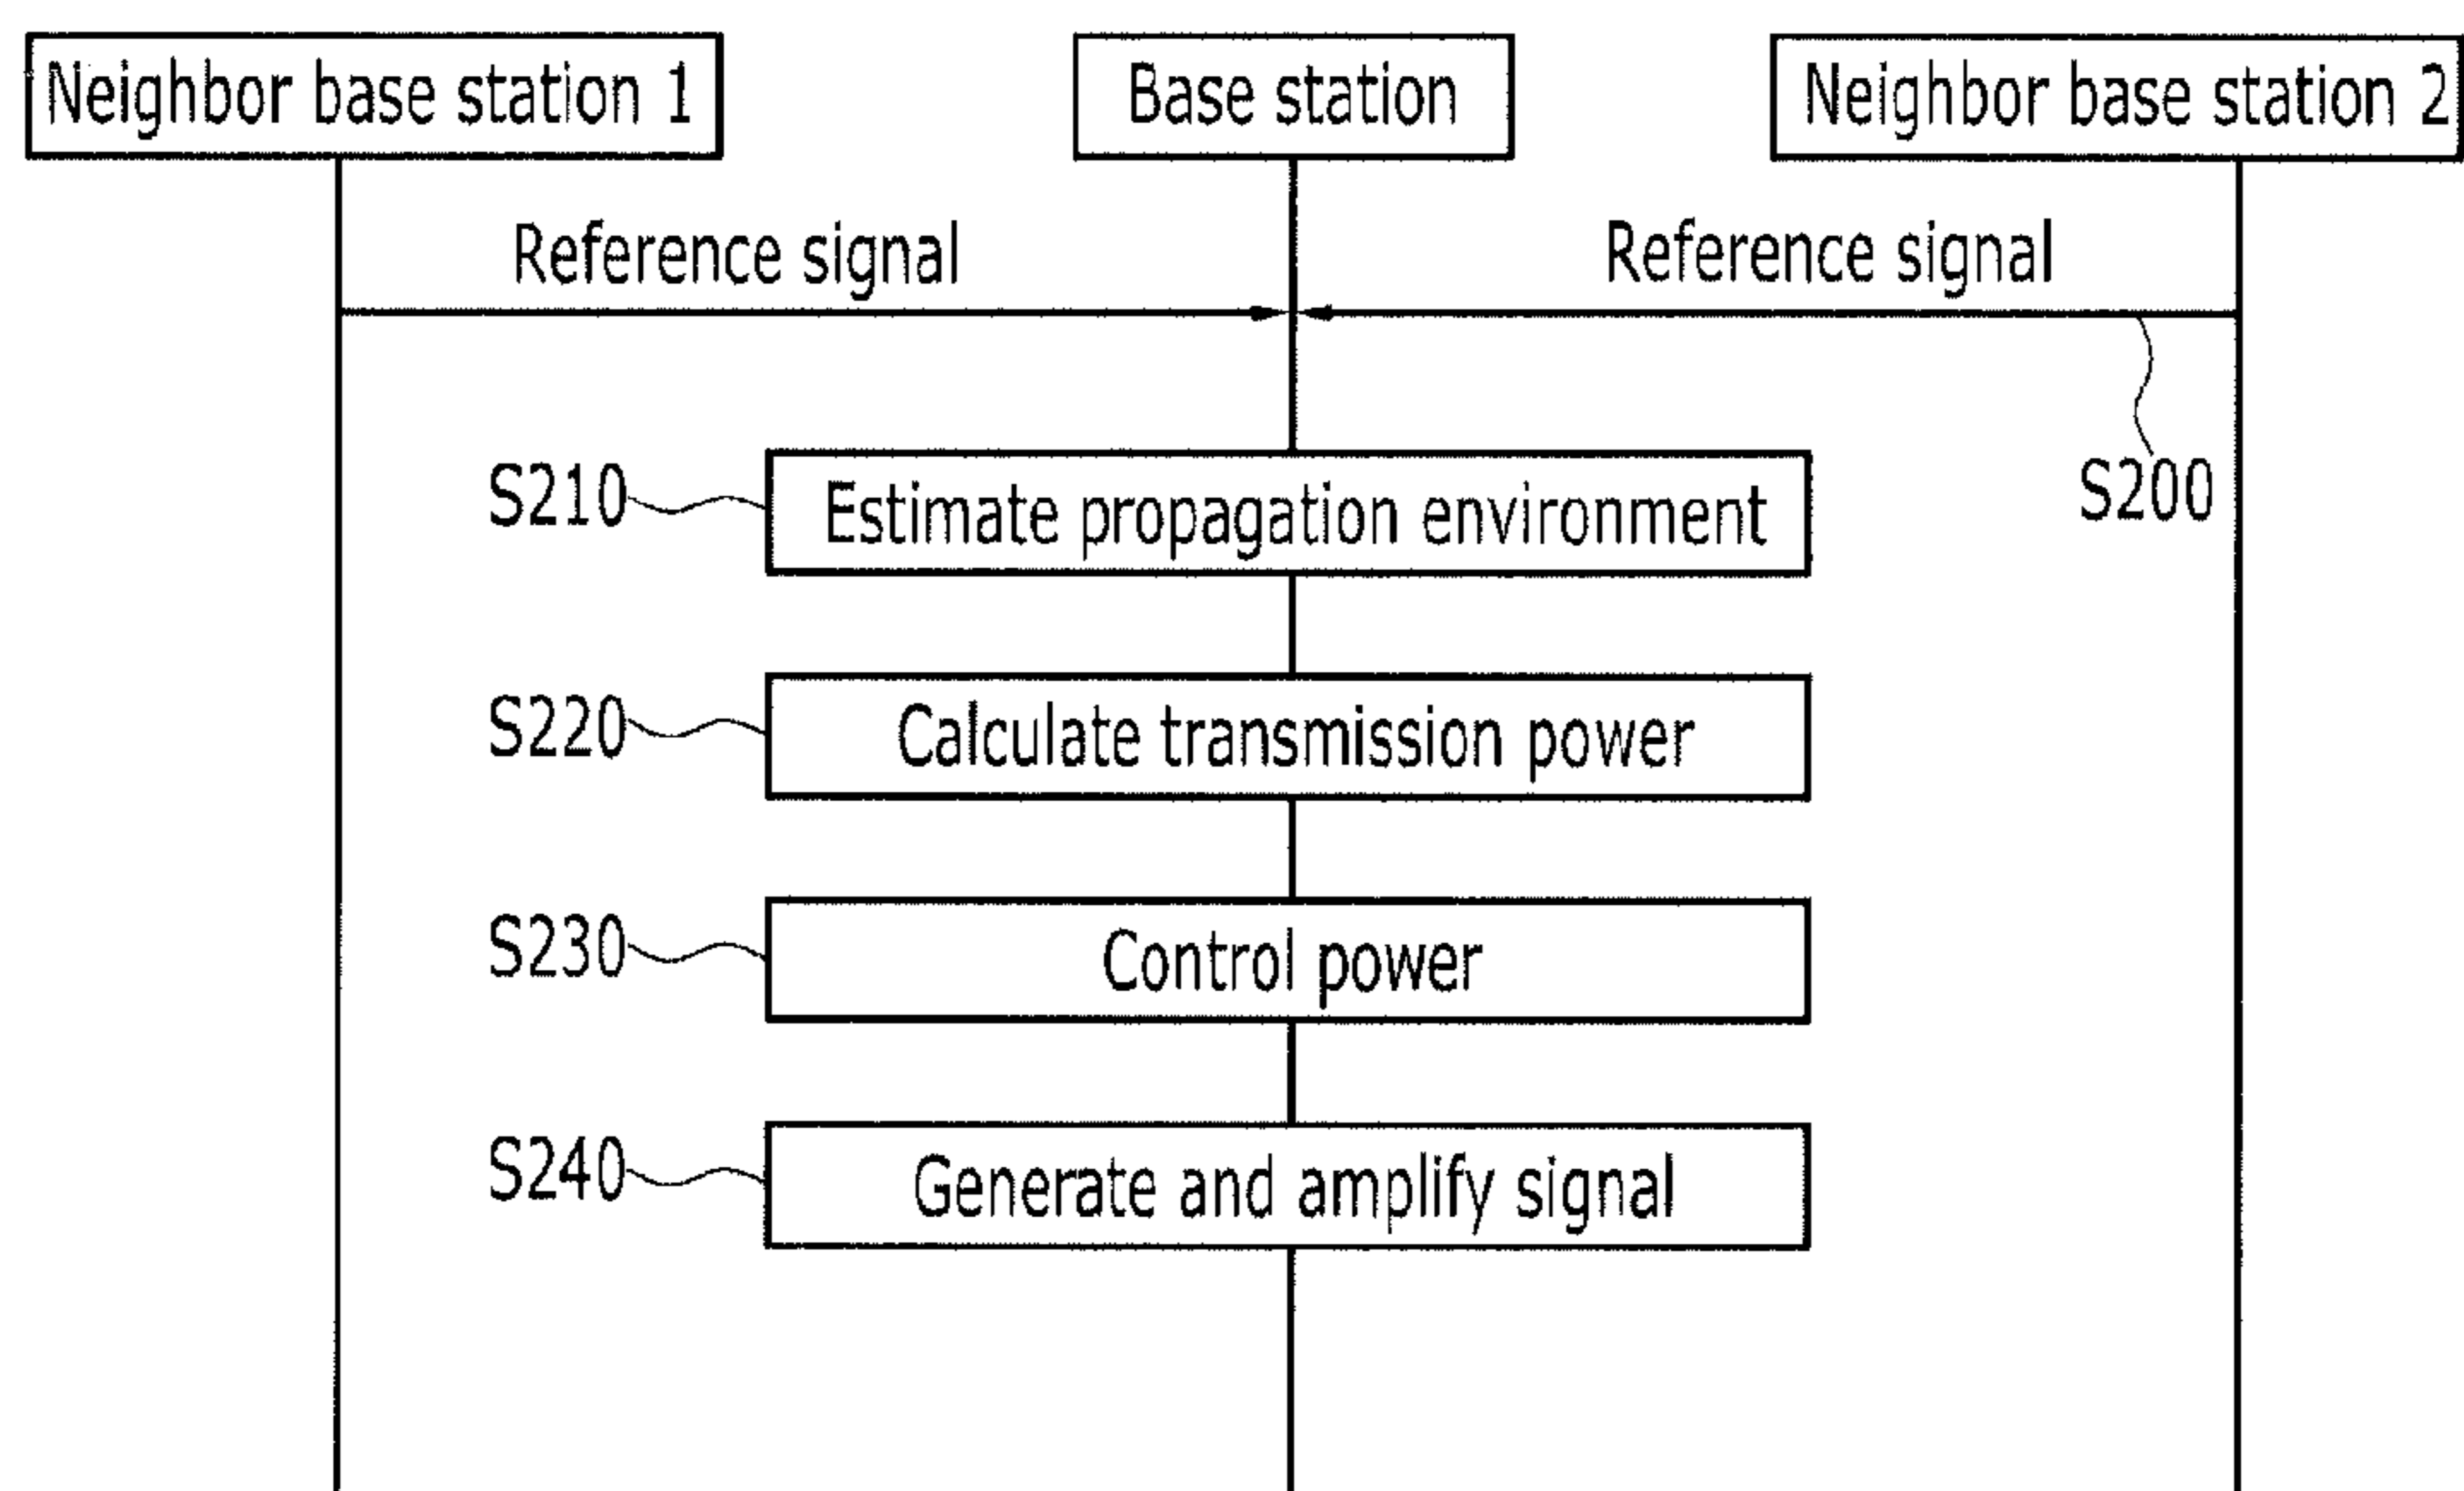 Neighbor base station 1
Base station
Neighbor base station 2
Reference signal
Reference signal
S200
S210
Estimate propagation environment
S220
Calculate transmission power
S230
Control power
S240
Generate and amplify signal